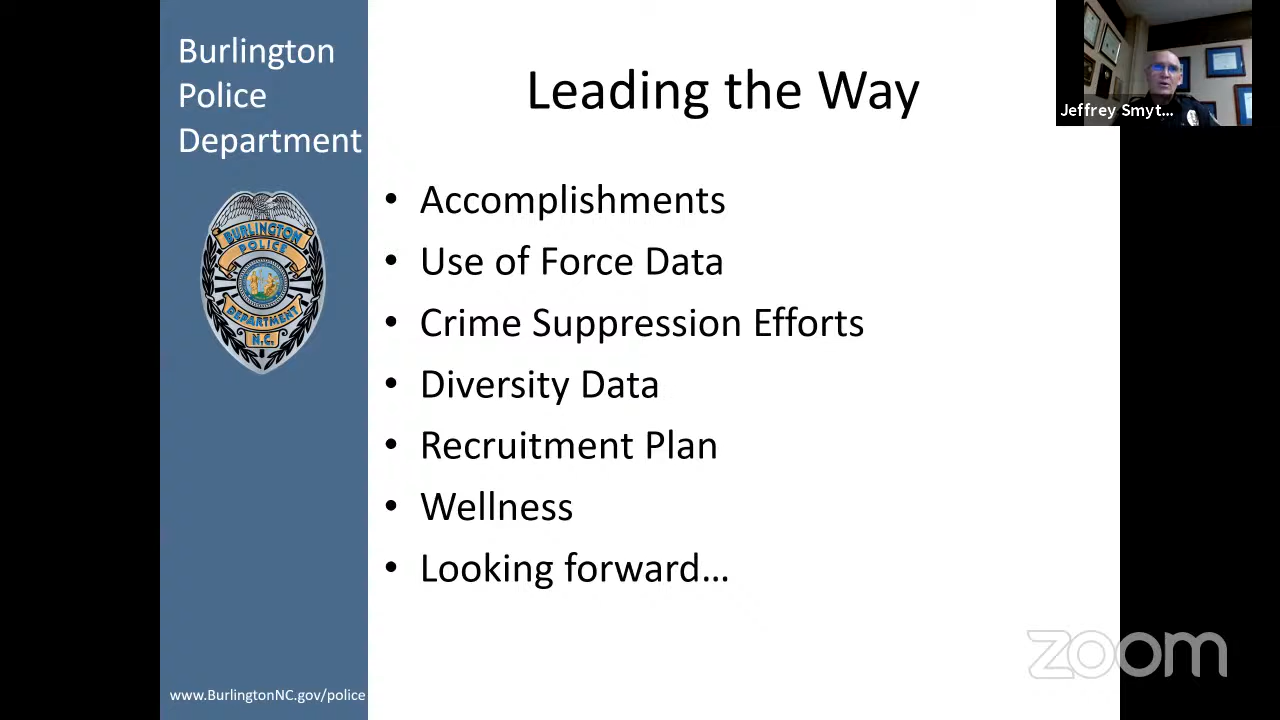 Burlington
Police
Department
BURLINGTON
POLICE
DEPARTMENT
N.C.
www.BurlingtonNC.gov/police
Leading the Way
• Accomplishments
• Use of Force Data
• Crime Suppression Efforts
• Diversity Data
• Recruitment Plan
• Wellness
• Looking forward...
Jeffrey Smyt...
zoom